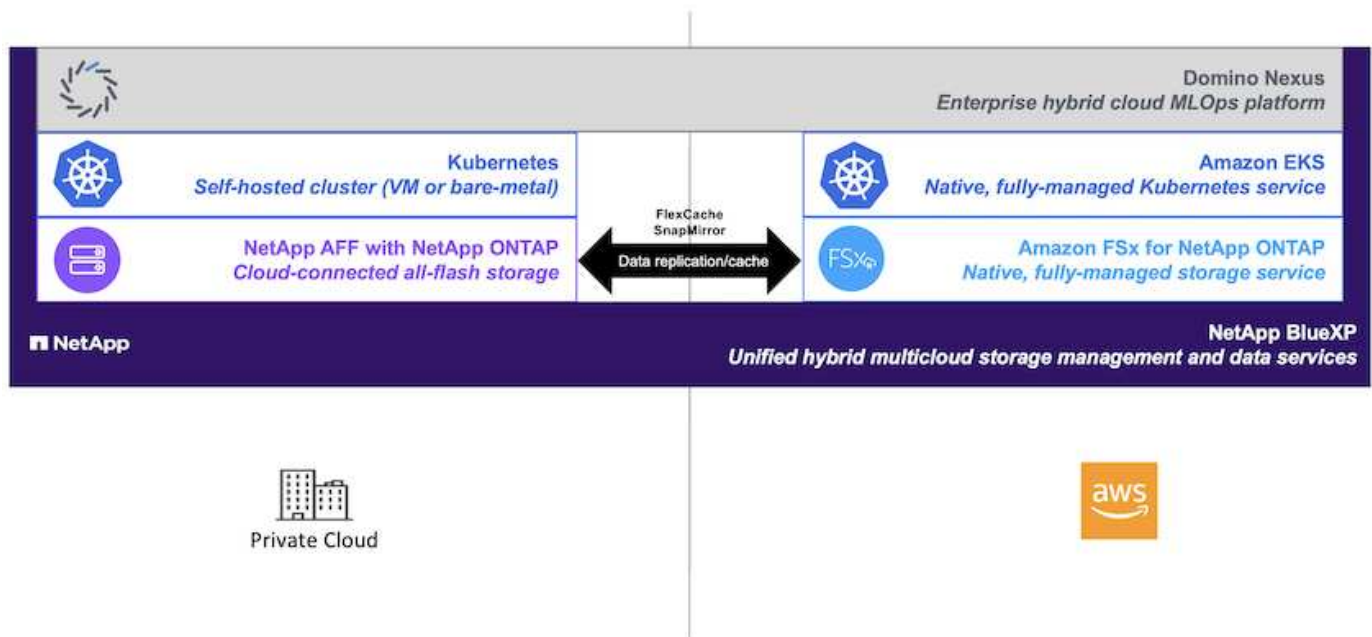 Domino Nexus
Enterprise hybrid cloud MLOps platform
Kubernetes
Self-hosted cluster (VM or bare-metal)
Amazon EKS
Native, fully-managed Kubernetes service
FlexCache
SnapMirror
Data replication/cache
NetApp AFF with NetApp ONTAP
Cloud-connected all-flash storage
FSx
Amazon FSx for NetApp ONTAP
Native, fully-managed storage service
NetApp
NetApp BlueXP
Unified hybrid multicloud storage management and data services
Private Cloud
aws